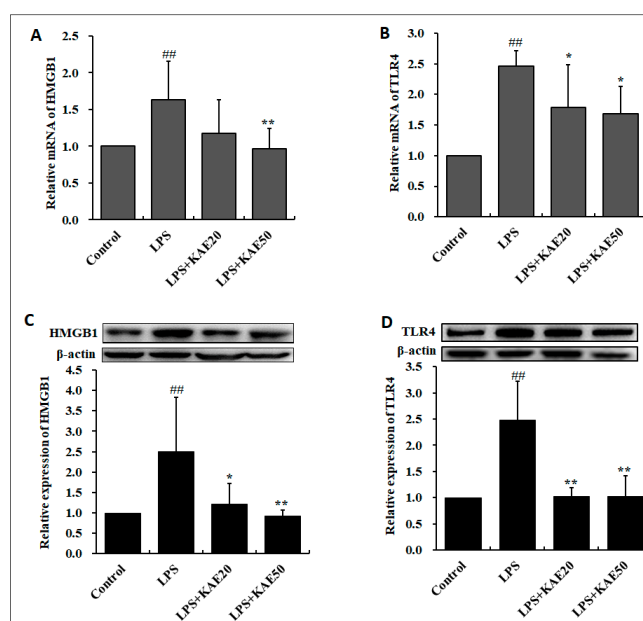 A
Relative mRNA of HMGB1
2.5
2.0
1.5
1.0
0.5
0.0
##
**
Control
LPS
LPS+KAE20
LPS+KAE50
B
Relative mRNA of TLR4
3.0
2.5
2.0
1.5
1.0
0.5
0.0
##
*
*
Control
LPS
LPS+KAE20
LPS+KAE50
C
HMGB1
β-actin
Relative expression of HMGB1
4.5
4.0
3.5
3.0
2.5
2.0
1.5
1.0
0.5
0.0
##
*
**
Control
LPS
LPS+KAE20
LPS+KAE50
D
TLR4
β-actin
Relative expression of TLR4
3.5
3.0
2.5
2.0
1.5
1.0
0.5
0.0
##
**
**
Control
LPS
LPS+KAE20
LPS+KAE50